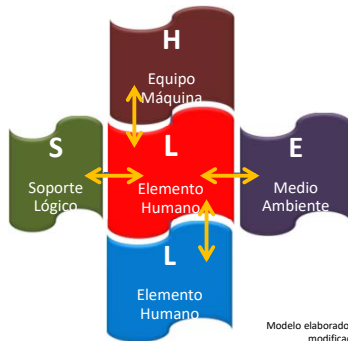 H
Equipo
Máquina
S
Soporte
Lógico
L
Elemento
Humano
E
Medio
Ambiente
L
Elemento
Humano
Modelo elaborado